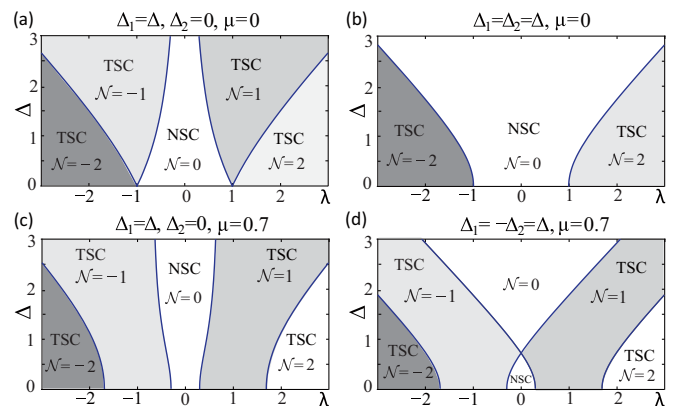 (a) Δ₁=Δ, Δ₂=0, μ=0
3
2
1
0
Δ
TSC
𝒩=−1
TSC
𝒩=1
TSC
𝒩=−2
NSC
𝒩=0
TSC
𝒩=2
−2 −1 0 1 2 λ
(b) Δ₁=Δ₂=Δ, μ=0
3
2
1
0
Δ
TSC
𝒩=−2
NSC
𝒩=0
TSC
𝒩=2
−2 −1 0 1 2 λ
(c) Δ₁=Δ, Δ₂=0, μ=0.7
3
2
1
0
Δ
TSC
𝒩=−1
NSC
𝒩=0
TSC
𝒩=1
TSC
𝒩=−2
TSC
𝒩=2
−2 −1 0 1 2 λ
(d) Δ₁=−Δ₂=Δ, μ=0.7
3
2
1
0
Δ
TSC
𝒩=−1
𝒩=0
TSC
𝒩=1
TSC
𝒩=−2
NSC
TSC
𝒩=2
−2 −1 0 1 2 λ